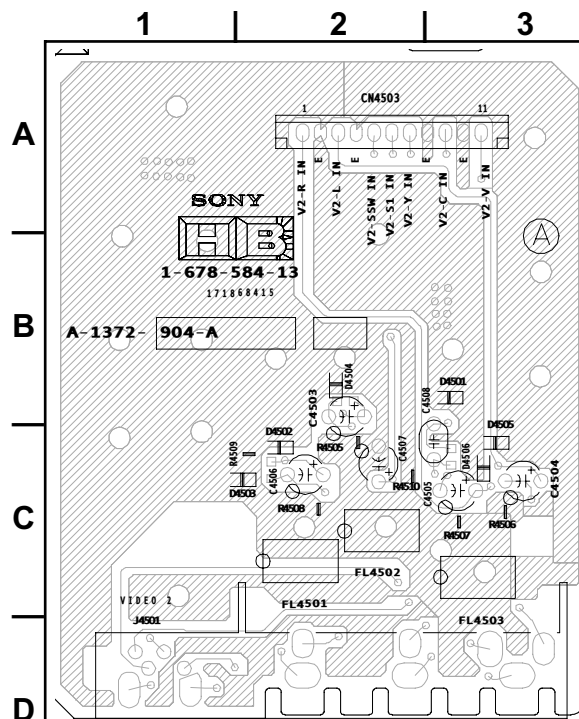 1 2 3
A
CN4503
1 11
V2-R IN
E
V2-L IN
E
V2-SSW IN
V2-S1 IN
V2-Y IN
E
V2-C IN
E
V2-V IN
SONY
HB
A
1-678-584-13
171868415
B
A-1372- 904-A
D4504
D4501
C4503
C4508
D4502
R4505
D4505
R4509
C4507
D4506
C4506
D4503
R4510
C4505
C4504
R4508
R4507
R4506
C
FL4502
VIDEO 2
FL4501
J4501
FL4503
D